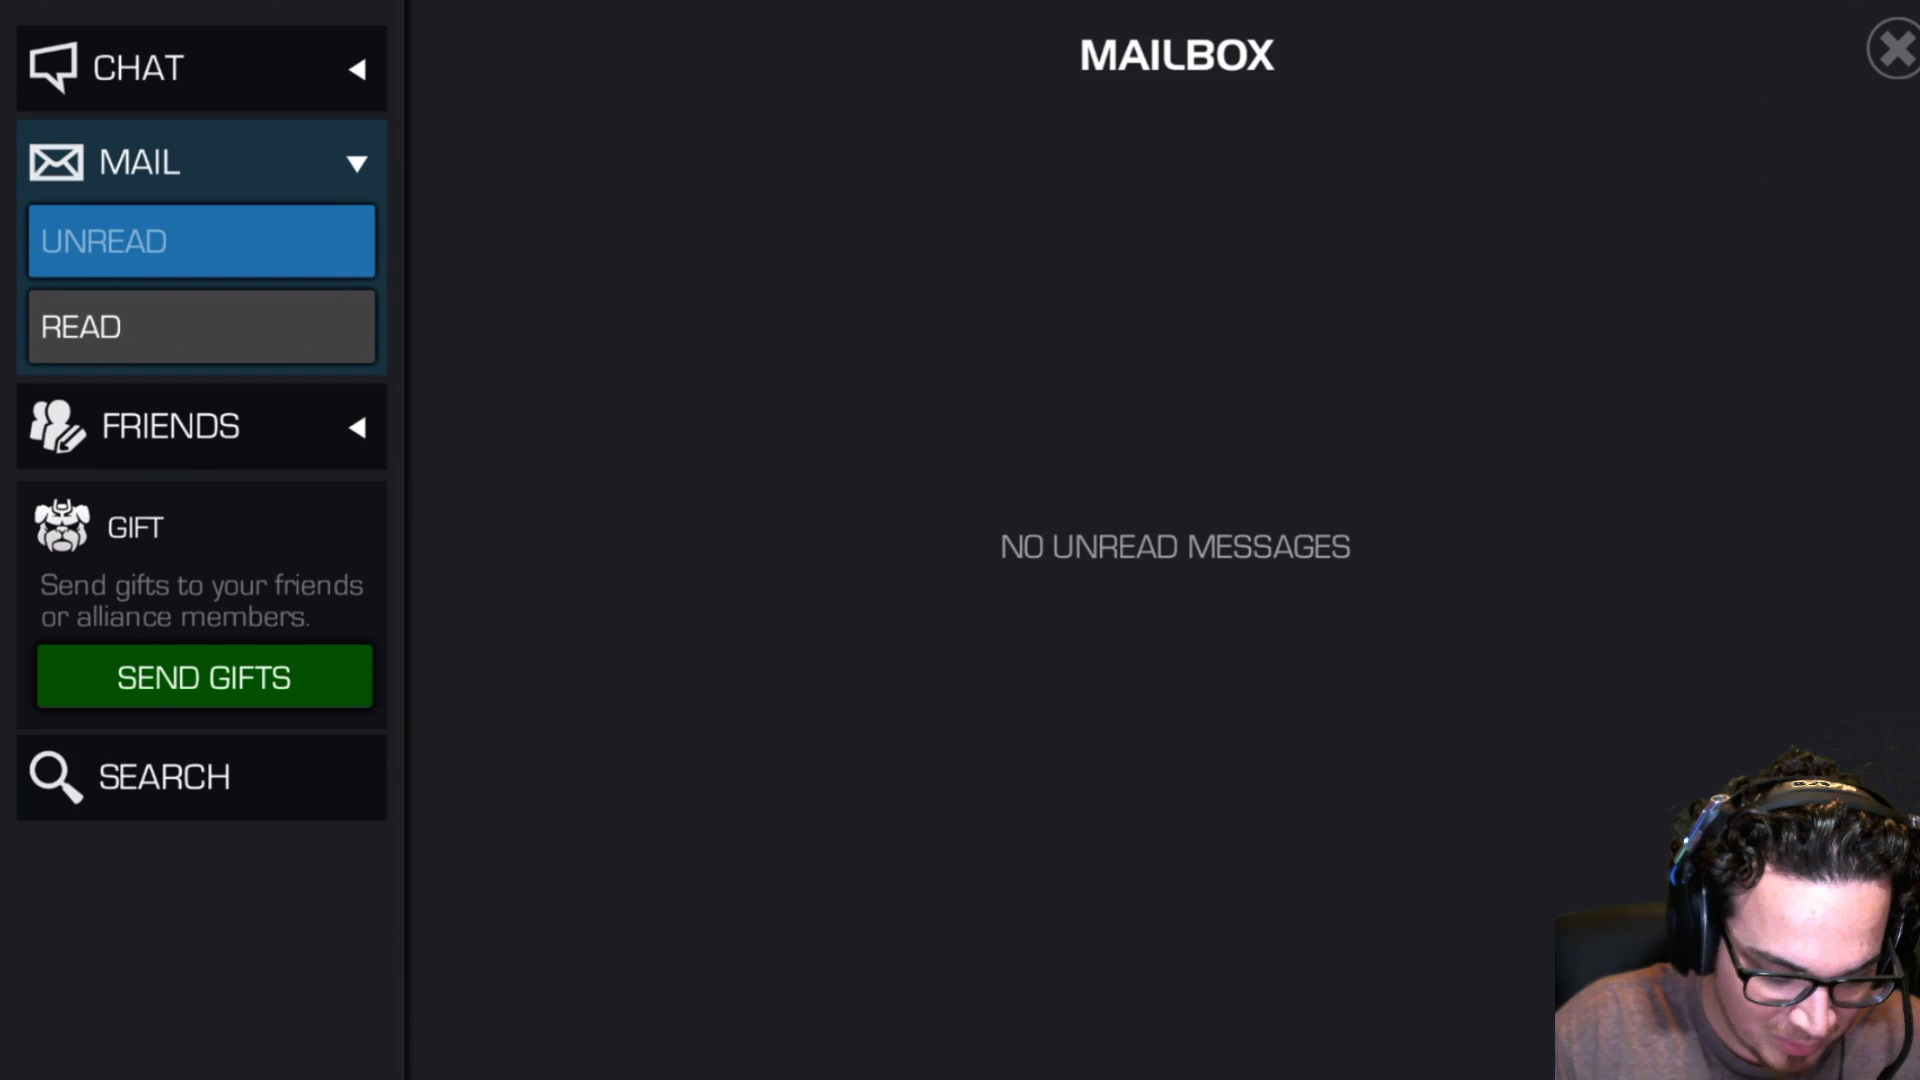 CHAT
MAIL
UNREAD
READ
FRIENDS
GIFT
Send gifts to your friends
or alliance members.
SEND GIFTS
SEARCH
MAILBOX
NO UNREAD MESSAGES